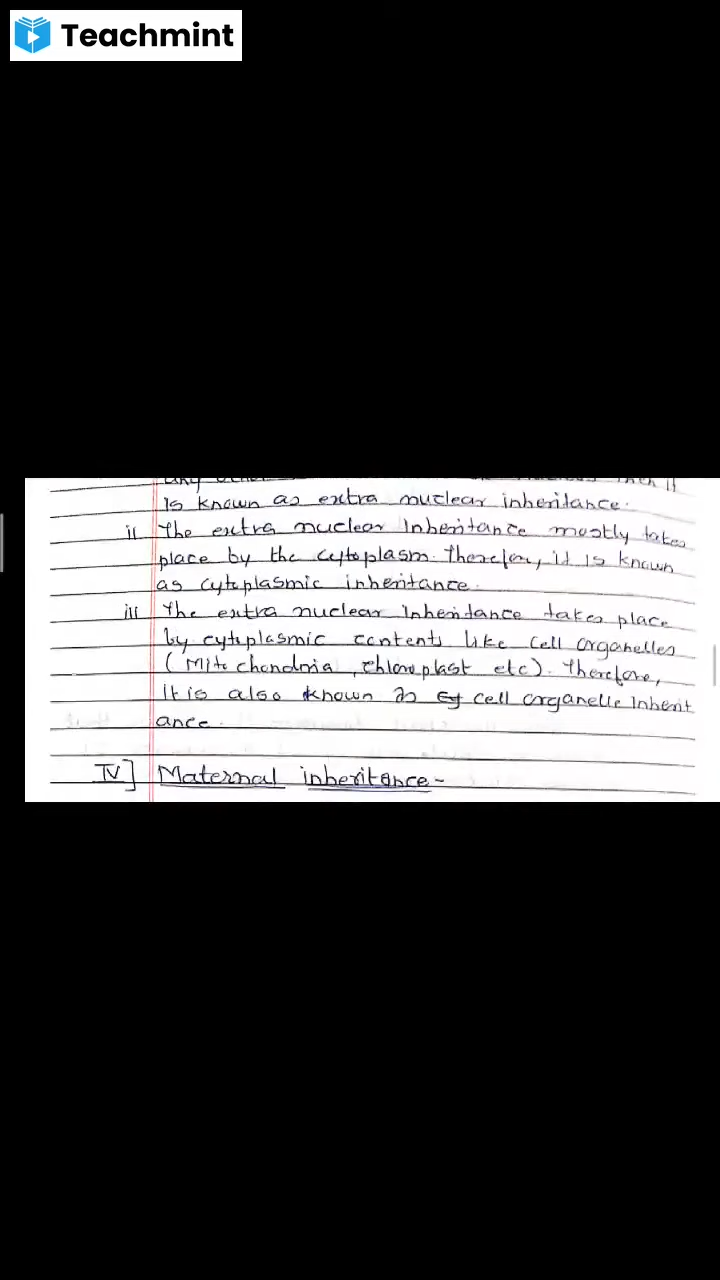 Teachmint
any other
is known as extra nuclear inheritance.
ii The extra nuclear Inheritance mostly takes
place by the cytoplasm. Therefore, it is known
as cytoplasmic inheritance.
iii The extra nuclear Inheritance takes place
by cytoplasmic contents like cell organelles
(Mitochondria, chloroplast etc). Therefore,
it is also known as cell organelle Inherit
ance.
IV] Maternal inheritance-